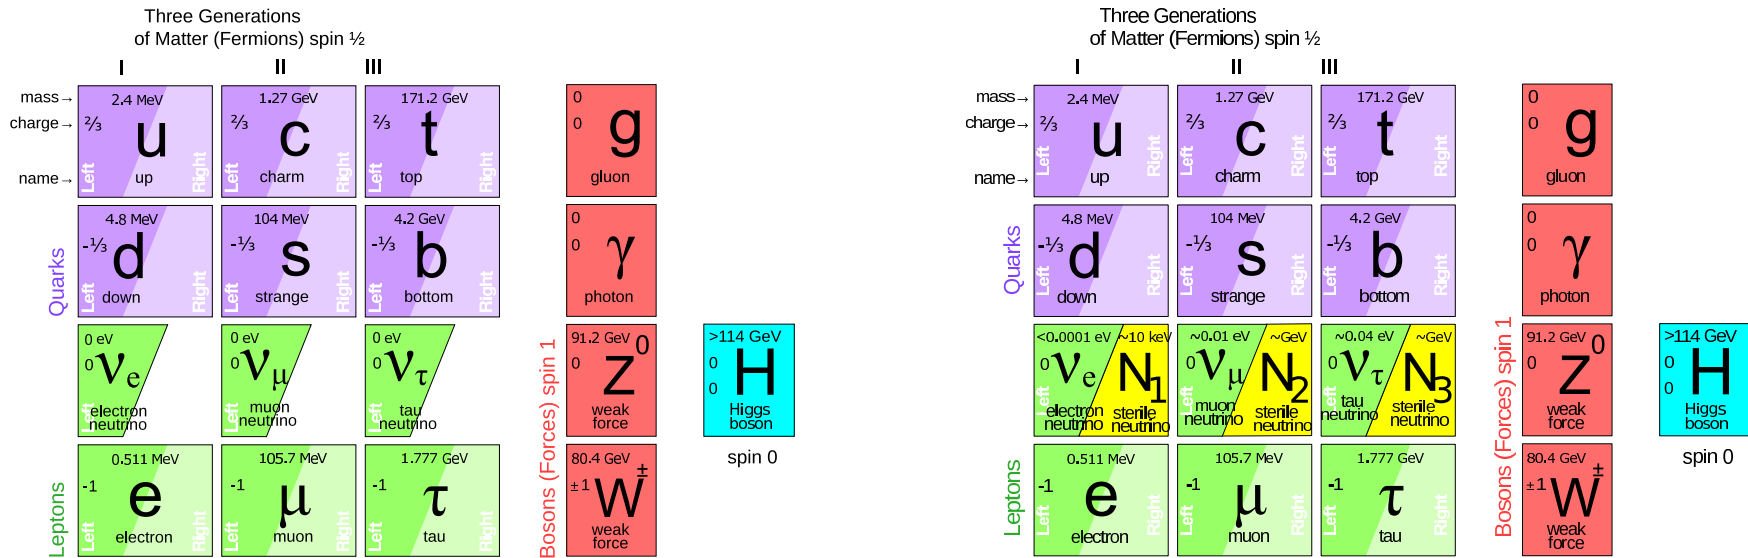 Three Generations
of Matter (Fermions) spin ½
I II III
mass→
charge→
name→
2.4 MeV
⅔
u
Left
up
Right
1.27 GeV
⅔
c
charm
Right
171.2 GeV
⅔
t
top
Right
0
0
g
gluon
Quarks
4.8 MeV
-⅓
d
Left
down
Right
104 MeV
-⅓
s
Left
strange
Right
4.2 GeV
-⅓
b
Left
bottom
Right
0
0
γ
photon
0 eV
0
νe
Left
electron
neutrino
0 eV
0
νμ
Left
muon
neutrino
0 eV
0
ντ
Left
tau
neutrino
Bosons (Forces) spin 1
91.2 GeV
0
Z0
weak
force
>114 GeV
0
0
H
Higgs
boson
spin 0
Leptons
0.511 MeV
-1
e
Left
electron
Right
105.7 MeV
-1
μ
Left
muon
Right
1.777 GeV
-1
τ
Left
tau
Right
80.4 GeV
±1
W±
weak
force
Three Generations
of Matter (Fermions) spin ½
I II III
mass→
charge→
name→
2.4 MeV
⅔
u
Left
up
Right
1.27 GeV
⅔
c
Left
charm
Right
171.2 GeV
⅔
t
Left
top
Right
0
0
g
gluon
Quarks
4.8 MeV
-⅓
d
Left
down
Right
104 MeV
-⅓
s
Left
strange
Right
4.2 GeV
-⅓
b
Left
bottom
Right
0
0
γ
photon
<0.0001 eV
0
νe
Left
electron
neutrino
~10 keV
N1
sterile
neutrino
~0.01 eV
0
νμ
Left
muon
neutrino
~GeV
N2
sterile
neutrino
~0.04 eV
0
ντ
Left
tau
neutrino
~GeV
N3
sterile
neutrino
Bosons (Forces) spin 1
91.2 GeV
0
Z0
weak
force
>114 GeV
0
0
H
Higgs
boson
spin 0
Leptons
0.511 MeV
-1
e
Left
electron
Right
105.7 MeV
-1
μ
Left
muon
Right
1.777 GeV
-1
τ
Left
tau
Right
80.4 GeV
±1
W±
weak
force